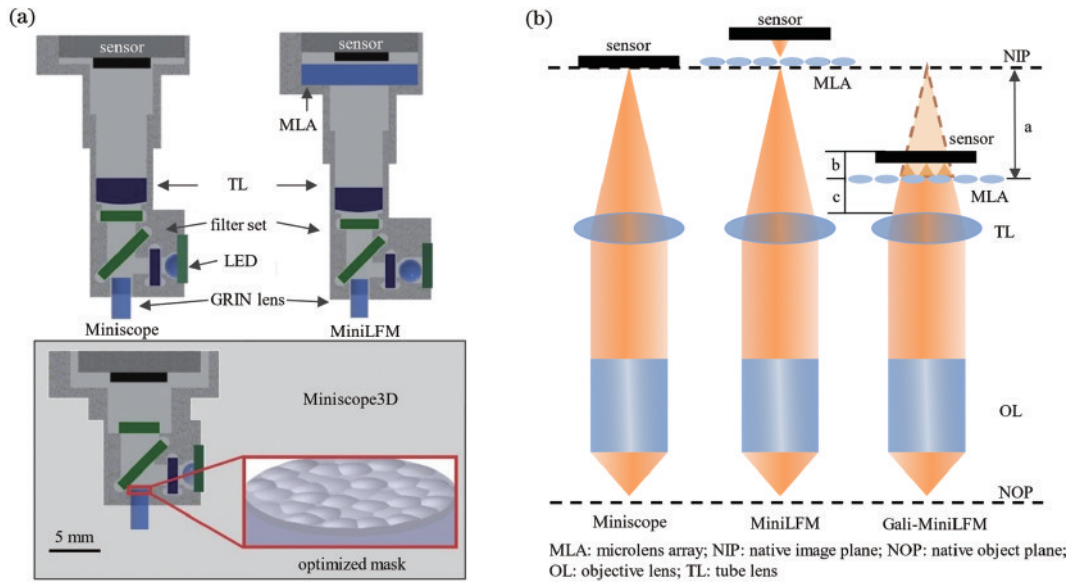 (a)
sensor
sensor
MLA
TL
filter set
LED
GRIN lens
Miniscope
MiniLFM
Miniscope3D
5 mm
optimized mask
(b)
sensor
sensor
NIP
MLA
a
sensor
b
c
MLA
TL
OL
NOP
Miniscope
MiniLFM
Gali-MiniLFM
MLA: microlens array; NIP: native image plane; NOP: native object plane;
OL: objective lens; TL: tube lens